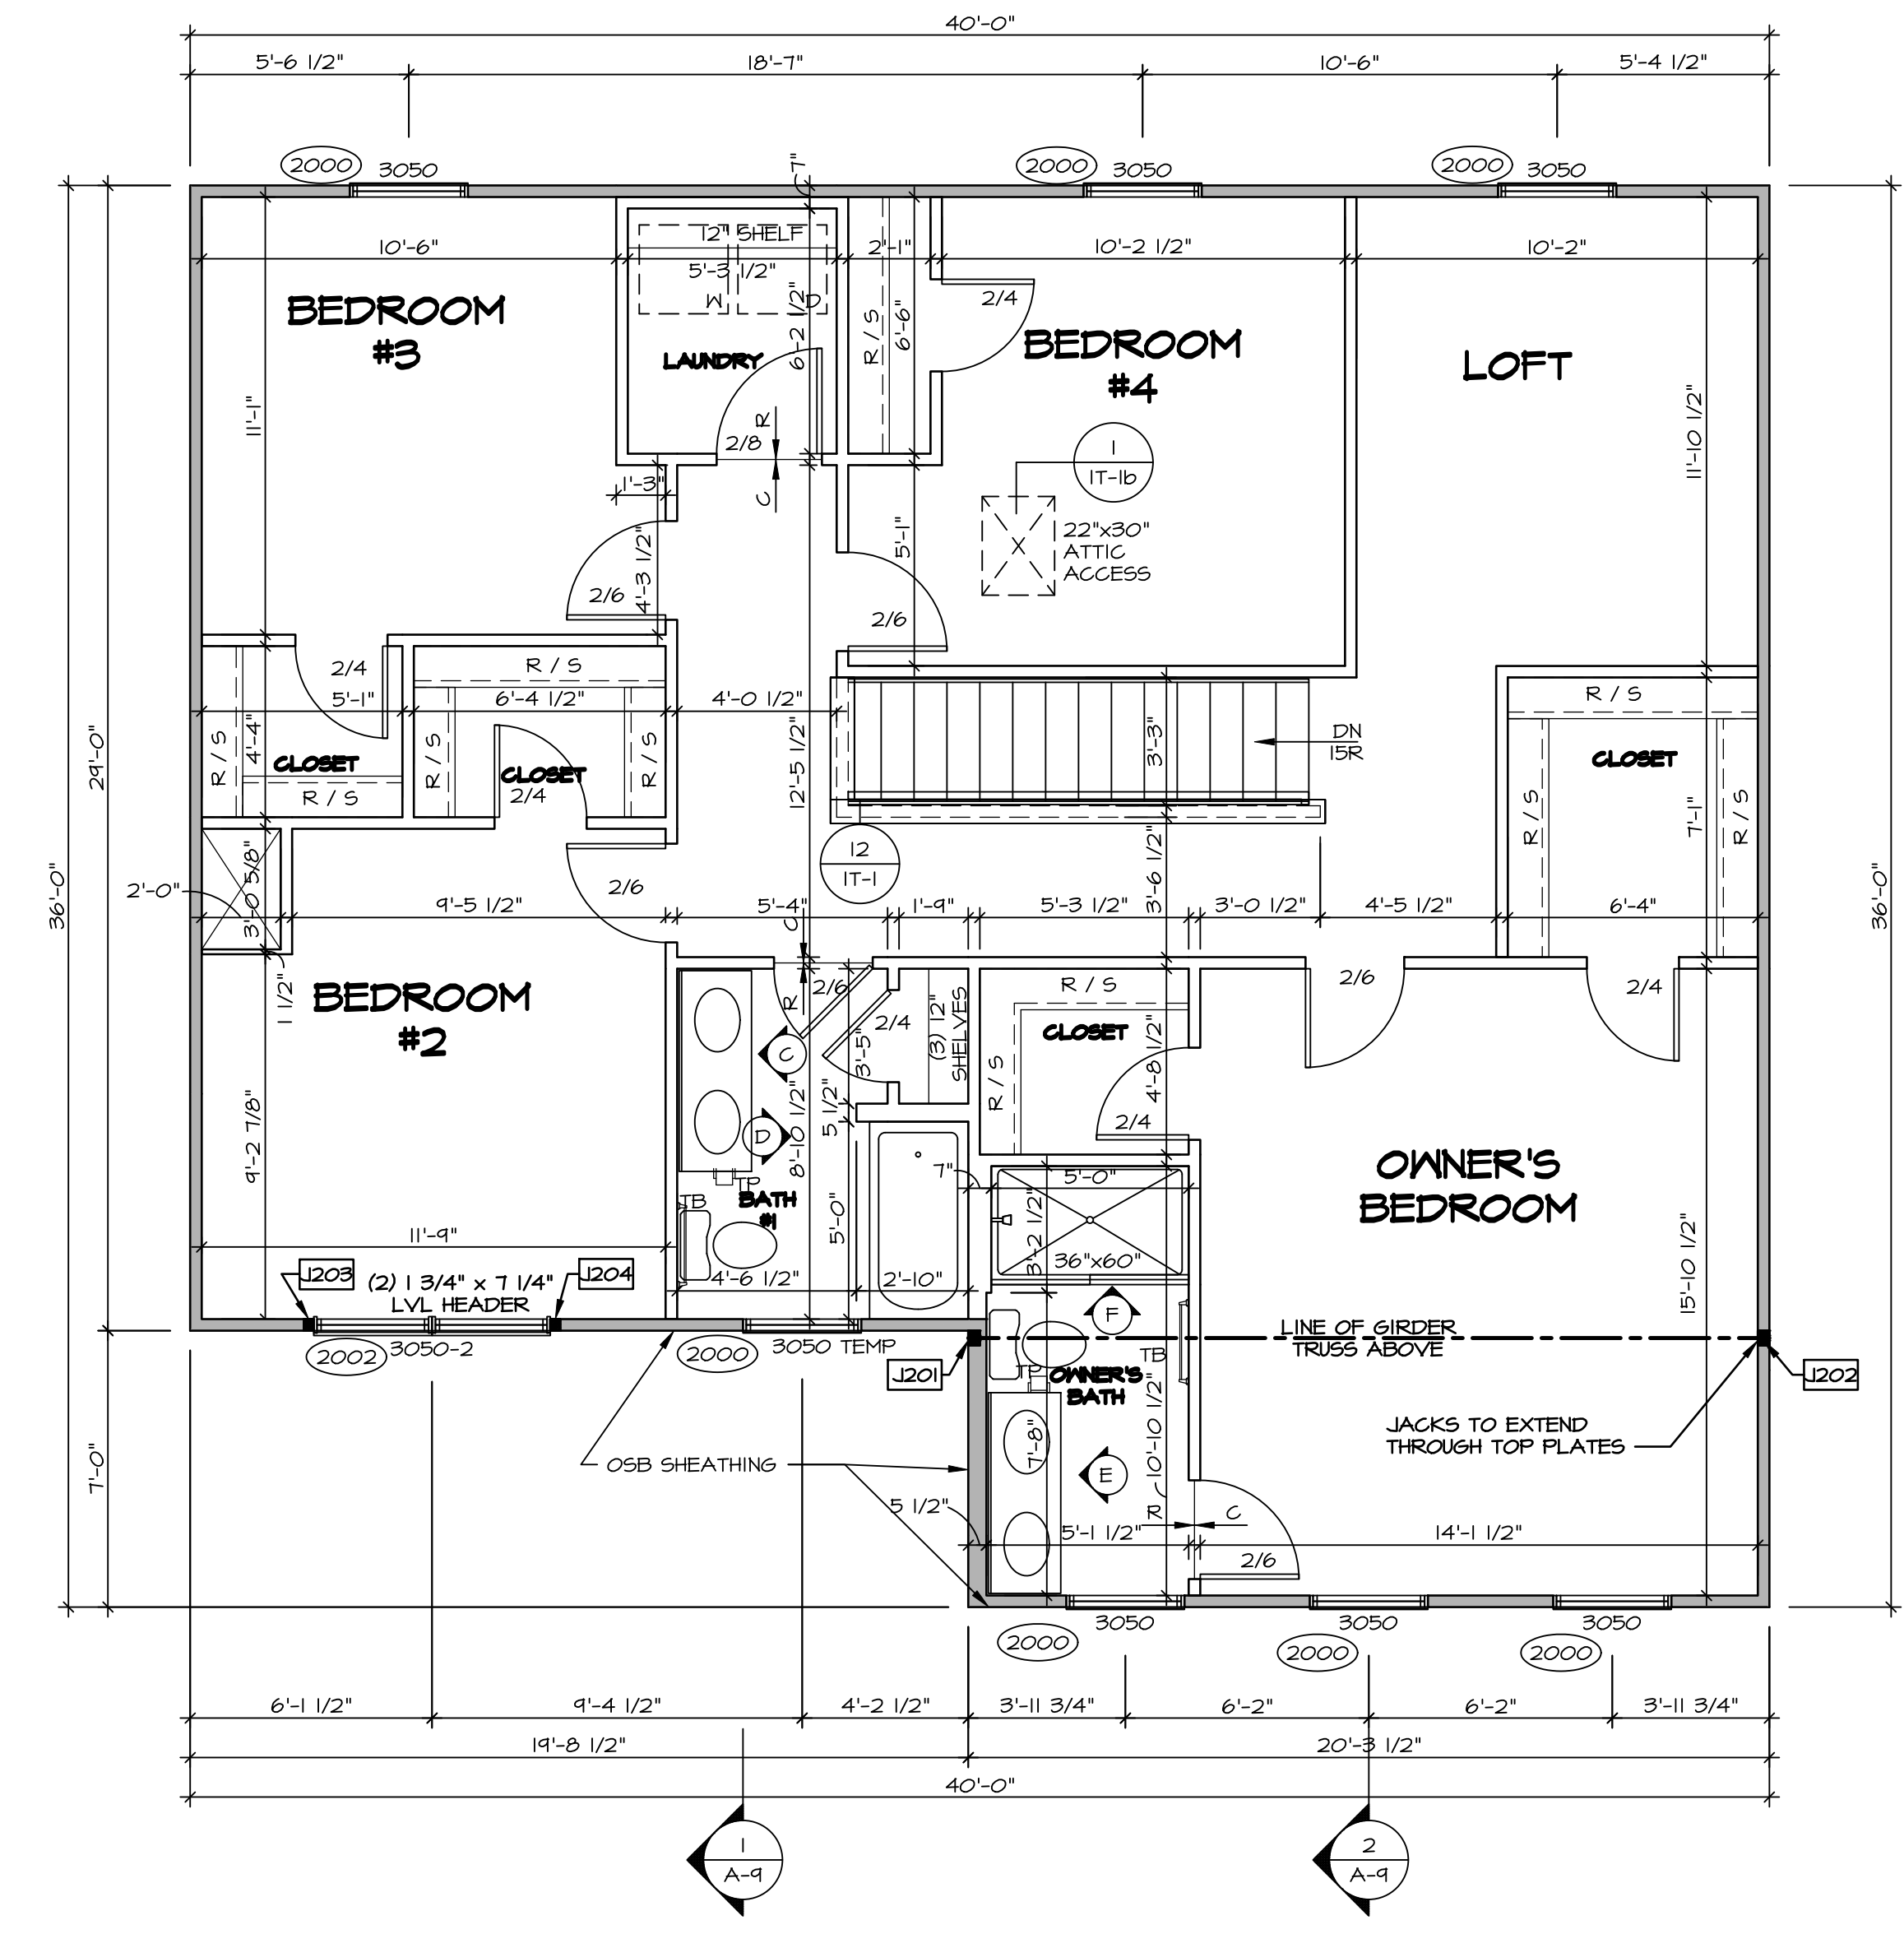 40'-0"
5'-6 1/2"
18'-7"
10'-6"
5'-4 1/2"
2000
3050
7"
2000
3050
2000
3050
12" SHELF
10'-6"
5'-3 1/2"
2'-1"
10'-2 1/2"
10'-2"
W
D
2/4
BEDROOM
#3
6'-2 1/2"
R / S
6'-6"
BEDROOM
#4
LOFT
LAUNDRY
11'-1"
11'-10 1/2"
R
2/8
C
1
1T-1b
1'-3"
4'-3 1/2"
5'-1"
22"x30"
ATTIC
ACCESS
2/6
2/6
2/4
R / S
5'-1"
6'-4 1/2"
4'-0 1/2"
R / S
29'-0"
R / S
4'-4"
CLOSET
R / S
R / S
CLOSET
2/4
R / S
12'-5 1/2"
3'-3"
DN
15R
CLOSET
R / S
7'-1"
R / S
36'-0"
2'-0"
3'-0 5/8"
2/6
12
1T-1
3'-6 1/2"
36'-0"
9'-5 1/2"
5'-4"
1'-9"
5'-3 1/2"
3'-0 1/2"
4'-5 1/2"
6'-4"
C
1 1/2"
BEDROOM
#2
R
2/6
2/4
(3) 12"
SHELVES
R / S
CLOSET
R / S
4'-8 1/2"
2/6
2/4
C
3'-5"
D
8'-10 1/2"
5 1/2"
2/4
9'-2 7/8"
TP
TB
BATH
#1
5'-0"
7"
5'-0"
3'-2 1/2"
36"x60"
OWNER'S
BEDROOM
15'-10 1/2"
11'-9"
4'-6 1/2"
2'-10"
J203
(2) 1 3/4" x 7 1/4"
LVL HEADER
J204
2002
3050-2
2000
3050 TEMP
F
LINE OF GIRDER
TRUSS ABOVE
J201
TP
TB
OWNER'S
BATH
J202
7'-0"
7'-8"
10'-10 1/2"
JACKS TO EXTEND
THROUGH TOP PLATES
OSB SHEATHING
E
5 1/2"
R
C
5'-1 1/2"
14'-1 1/2"
2/6
3050
3050
3050
2000
2000
2000
6'-1 1/2"
9'-4 1/2"
4'-2 1/2"
3'-11 3/4"
6'-2"
6'-2"
3'-11 3/4"
19'-8 1/2"
20'-3 1/2"
40'-0"
1
A-9
2
A-9